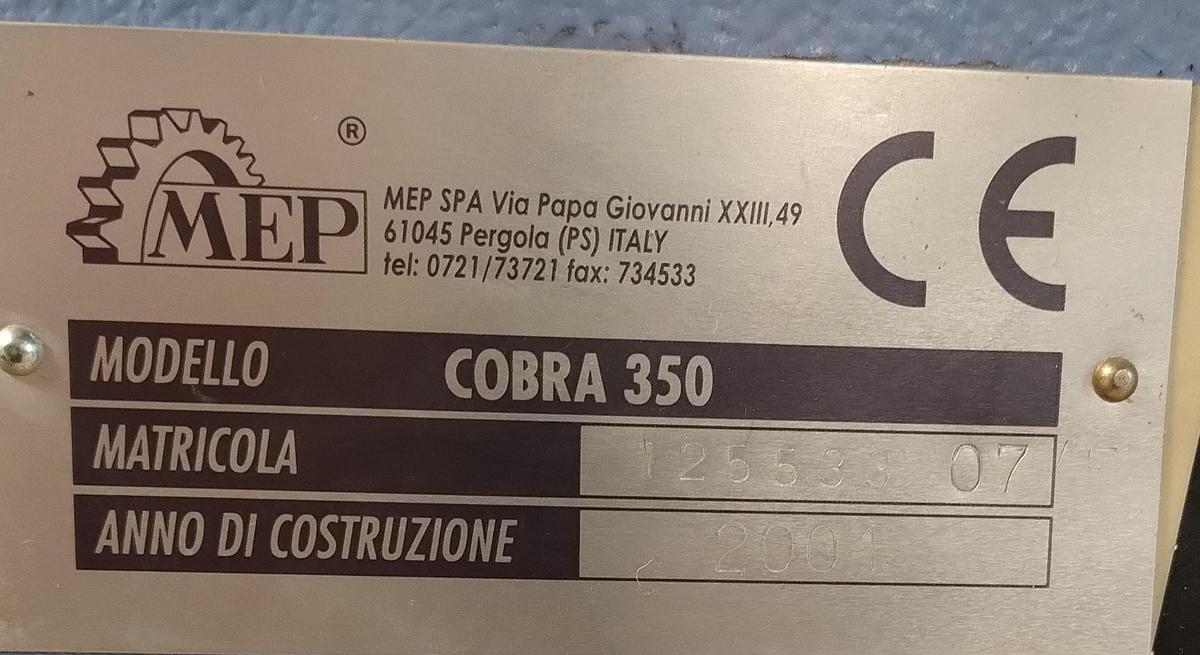 ®
MEP
MEP SPA Via Papa Giovanni XXIII,49
61045 Pergola (PS) ITALY
tel: 0721/73721 fax: 734533
CE
MODELLO COBRA 350
MATRICOLA 125533 07
ANNO DI COSTRUZIONE 2001